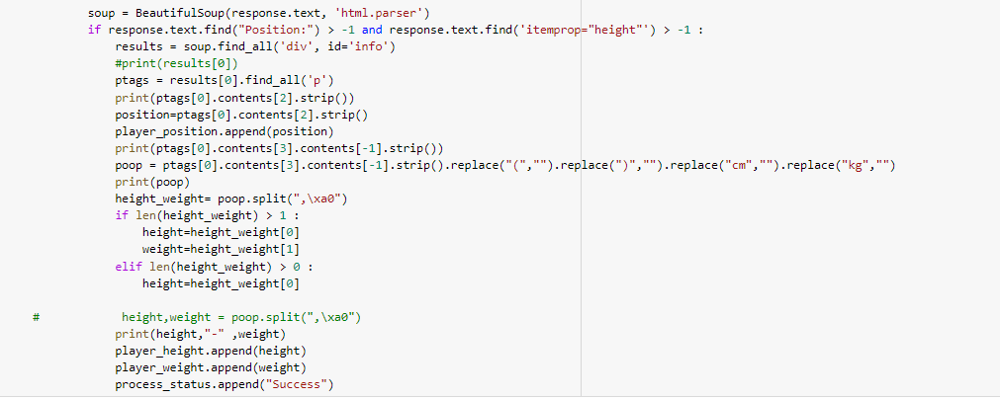 soup = BeautifulSoup(response.text, 'html.parser')
if response.text.find("Position:") > -1 and response.text.find('itemprop="height"') > -1 :
results = soup.find_all('div', id='info')
#print(results[0])
ptags = results[0].find_all('p')
print(ptags[0].contents[2].strip())
position=ptags[0].contents[2].strip()
player_position.append(position)
print(ptags[0].contents[3].contents[-1].strip())
poop = ptags[0].contents[3].contents[-1].strip().replace("(","").replace(")","").replace("cm","").replace("kg","")
print(poop)
height_weight= poop.split(",\xa0")
if len(height_weight) > 1 :
height=height_weight[0]
weight=height_weight[1]
elif len(height_weight) > 0 :
height=height_weight[0]
# height,weight = poop.split(",\xa0")
print(height,"-" ,weight)
player_height.append(height)
player_weight.append(weight)
process_status.append("Success")